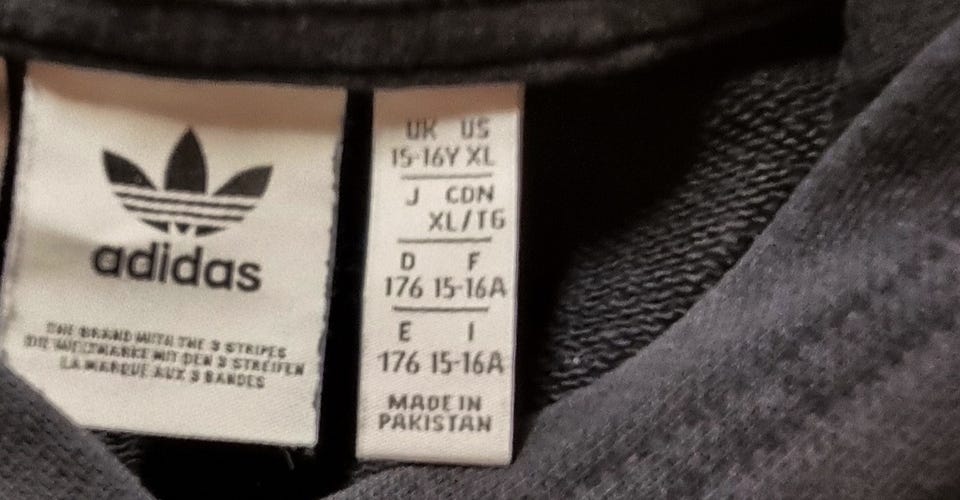 adidas
THE BRAND WITH THE 3 STRIPES
DIE WELTMARKE MIT DEN 3 STREIFEN
LA MARQUE AUX 3 BANDES
UK US
15-16Y XL
J CDN
XL/TG
D F
176 15-16A
E I
176 15-16A
MADE IN
PAKISTAN